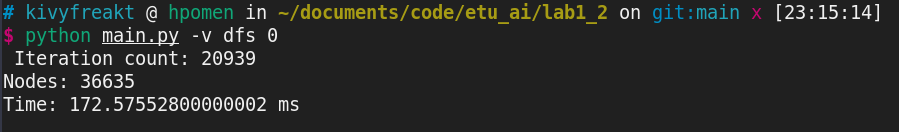 # kivyfreakt @ hpomen in ~/documents/code/etu_ai/lab1_2 on git:main x [23:15:14]
$ python main.py -v dfs 0
Iteration count: 20939
Nodes: 36635
Time: 172.57552800000002 ms